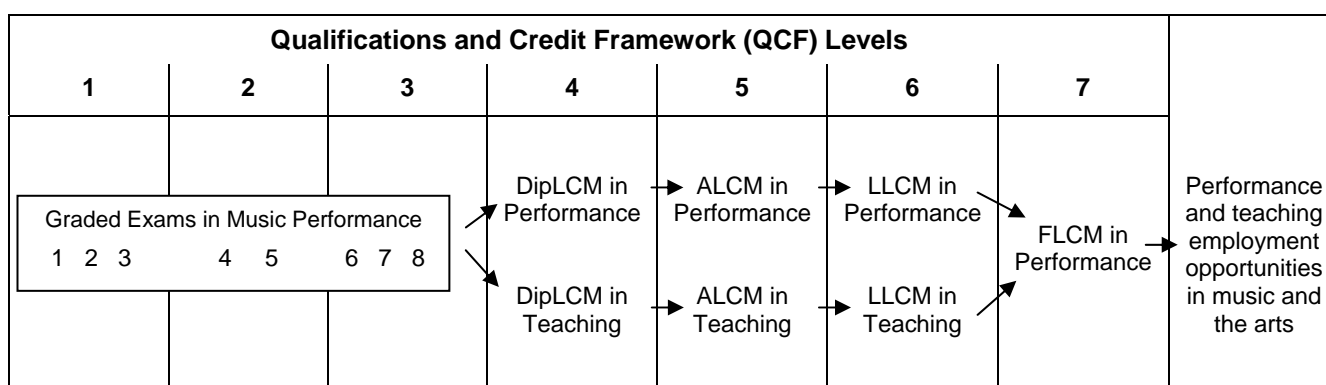 Qualifications and Credit Framework (QCF) Levels
1 2 3 4 5 6 7
Graded Exams in Music Performance
1 2 3 4 5 6 7 8
DipLCM in
Performance
ALCM in
Performance
LLCM in
Performance
DipLCM in
Teaching
ALCM in
Teaching
LLCM in
Teaching
FLCM in
Performance
Performance
and teaching
employment
opportunities
in music and
the arts